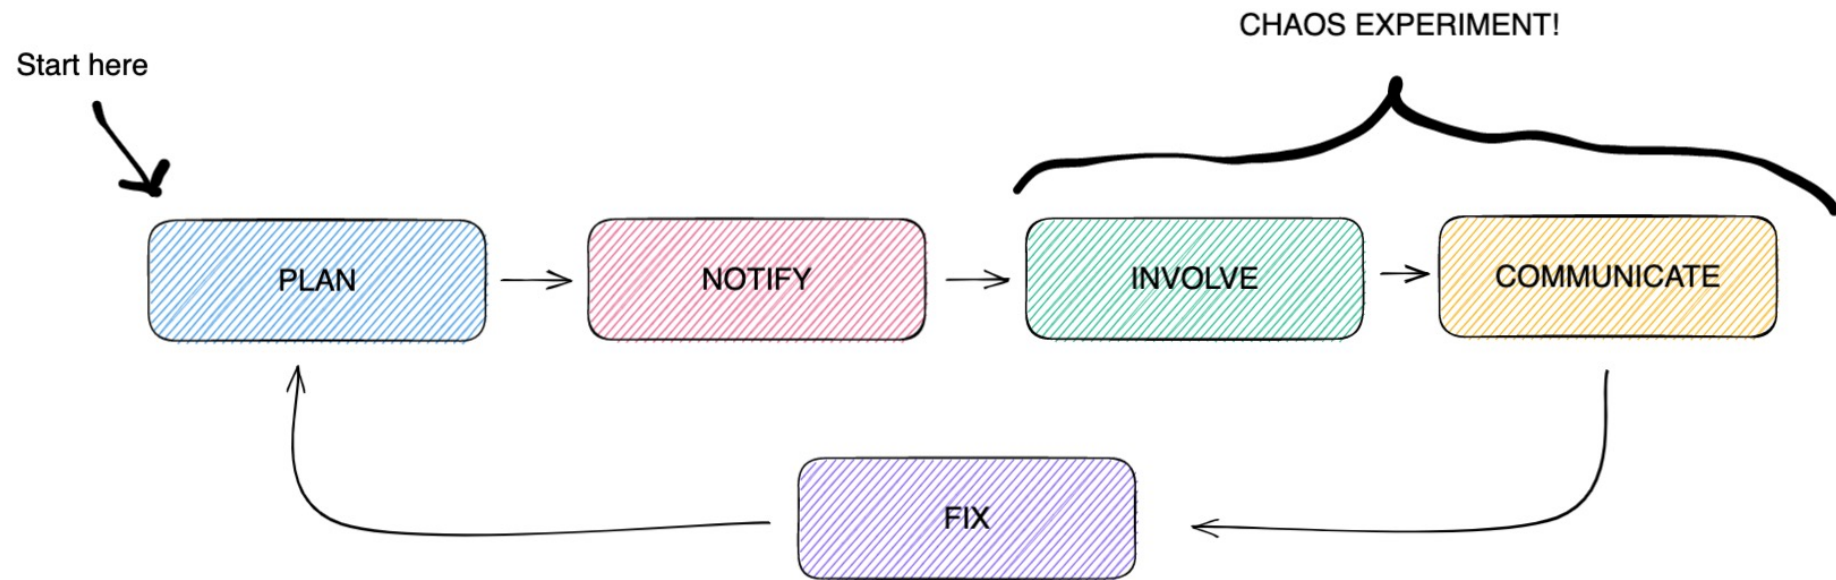 CHAOS EXPERIMENT!
Start here
PLAN
NOTIFY
INVOLVE
COMMUNICATE
FIX